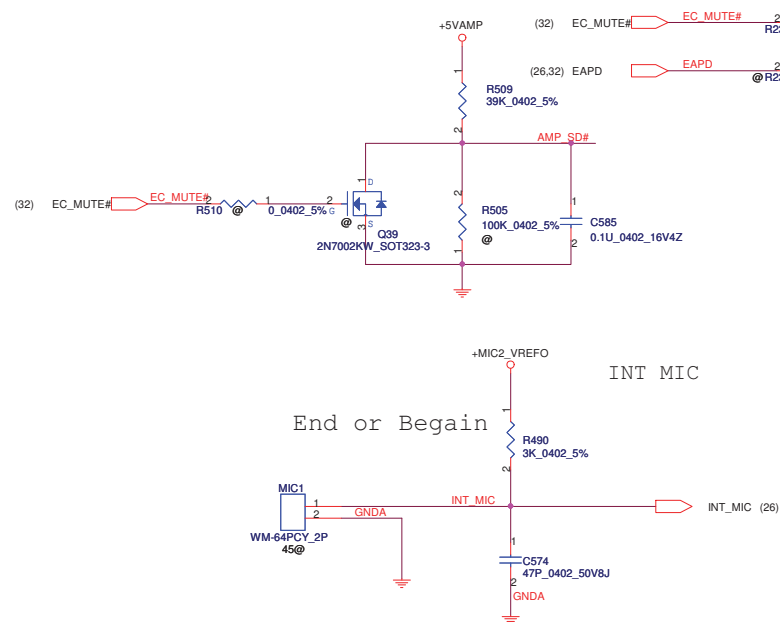 +5VAMP
(32) EC_MUTE# EC_MUTE# 2
(26,32) EAPD EAPD 2
@
1
R509
39K_0402_5%
2
AMP_SD#
1 D
2
1
(32) EC_MUTE# EC_MUTE# 2 1 2 G
R510 @ 0_0402_5%
@
R505
100K_0402_5%
@
C585
0.1U_0402_16V4Z
3 S
Q39
2N7002KW_SOT323-3
1
2
+MIC2_VREFO
INT MIC
End or Begain
1
R490
3K_0402_5%
2
MIC1
1 INT_MIC
2 GNDA
WM-64PCY_2P
45@
INT_MIC (26)
1
C574
47P_0402_50V8J
2
GNDA